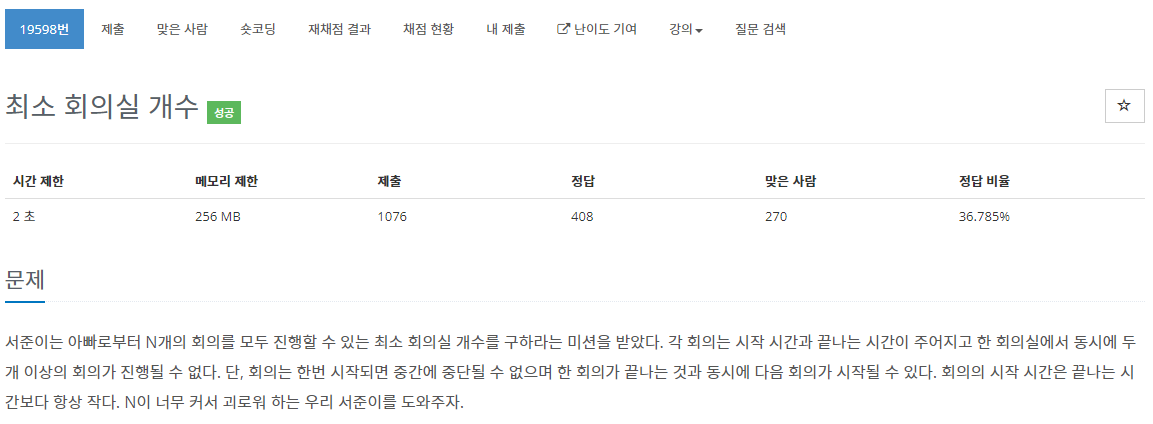 19598번 제출 맞은 사람 숏코딩 재채점 결과 채점 현황 내 제출 난이도 기여 강의 질문 검색
최소 회의실 개수 성공
시간 제한 메모리 제한 제출 정답 맞은 사람 정답 비율
2 초 256 MB 1076 408 270 36.785%
문제
서준이는 아빠로부터 N개의 회의를 모두 진행할 수 있는 최소 회의실 개수를 구하라는 미션을 받았다. 각 회의는 시작 시간과 끝나는 시간이 주어지고 한 회의실에서 동시에 두
개 이상의 회의가 진행될 수 없다. 단, 회의는 한번 시작되면 중간에 중단될 수 없으며 한 회의가 끝나는 것과 동시에 다음 회의가 시작될 수 있다. 회의의 시작 시간은 끝나는 시
간보다 항상 작다. N이 너무 커서 괴로워 하는 우리 서준이를 도와주자.